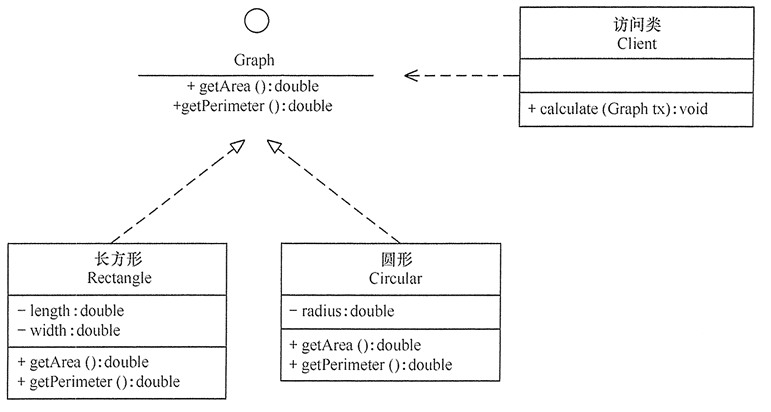 Graph
+ getArea ():double
+getPerimeter ():double
访问类
Client
+ calculate (Graph tx):void
长方形
Rectangle
- length:double
- width:double
+ getArea ():double
+ getPerimeter ():double
圆形
Circular
- radius:double
+ getArea ():double
+ getPerimeter ():double